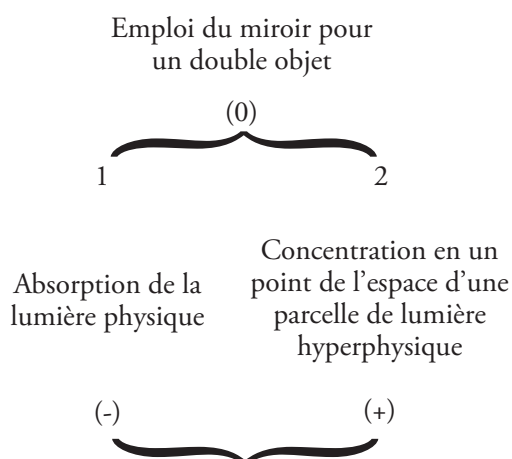 Emploi du miroir pour
un double objet
(0)
1
2
Absorption de la
lumière physique
Concentration en un
point de l'espace d'une
parcelle de lumière
hyperphysique
(-)
(+)